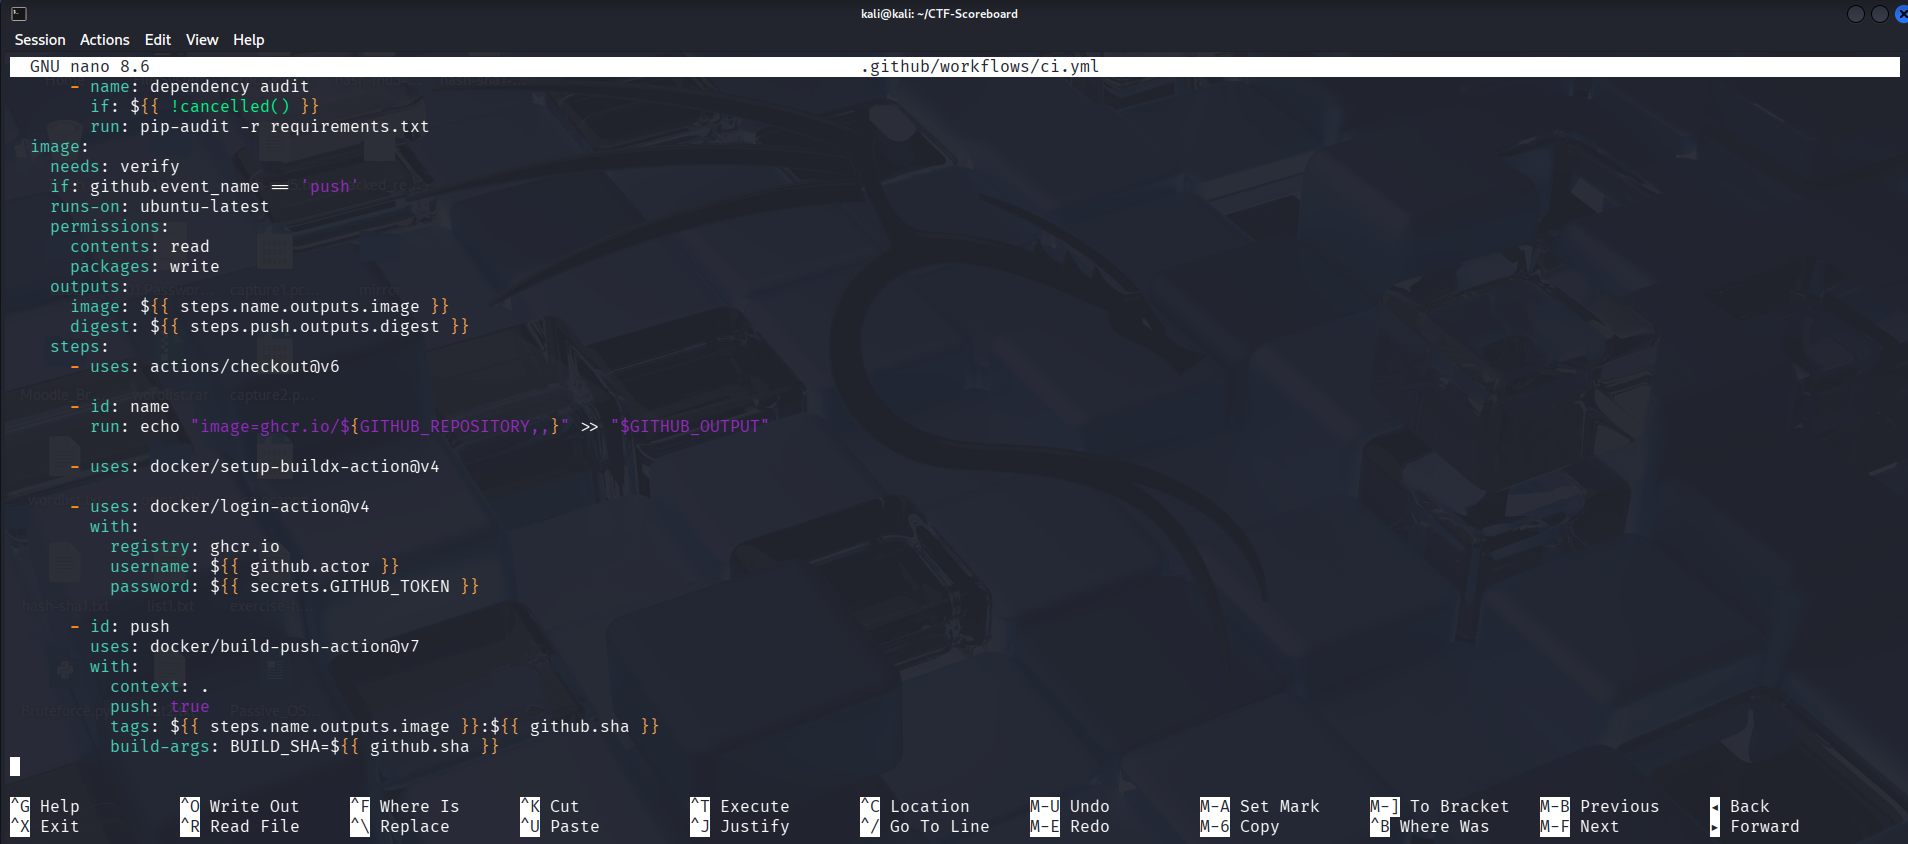 kali@kali: ~/CTF-Scoreboard
Session Actions Edit View Help
GNU nano 8.6 .github/workflows/ci.yml
- name: dependency audit
if: ${{ !cancelled() }}
run: pip-audit -r requirements.txt
image:
needs: verify
if: github.event_name == 'push'
runs-on: ubuntu-latest
permissions:
contents: read
packages: write
outputs:
image: ${{ steps.name.outputs.image }}
digest: ${{ steps.push.outputs.digest }}
steps:
- uses: actions/checkout@v6
- id: name
run: echo "image=ghcr.io/${GITHUB_REPOSITORY,,}" >> "$GITHUB_OUTPUT"
- uses: docker/setup-buildx-action@v4
- uses: docker/login-action@v4
with:
registry: ghcr.io
username: ${{ github.actor }}
password: ${{ secrets.GITHUB_TOKEN }}
- id: push
uses: docker/build-push-action@v7
with:
context: .
push: true
tags: ${{ steps.name.outputs.image }}:${{ github.sha }}
build-args: BUILD_SHA=${{ github.sha }}
^G Help ^O Write Out ^F Where Is ^K Cut ^T Execute ^C Location M-U Undo M-A Set Mark M-] To Bracket M-B Previous ◂ Back
^X Exit ^R Read File ^\ Replace ^U Paste ^J Justify ^/ Go To Line M-E Redo M-6 Copy ^B Where Was M-F Next ▸ Forward